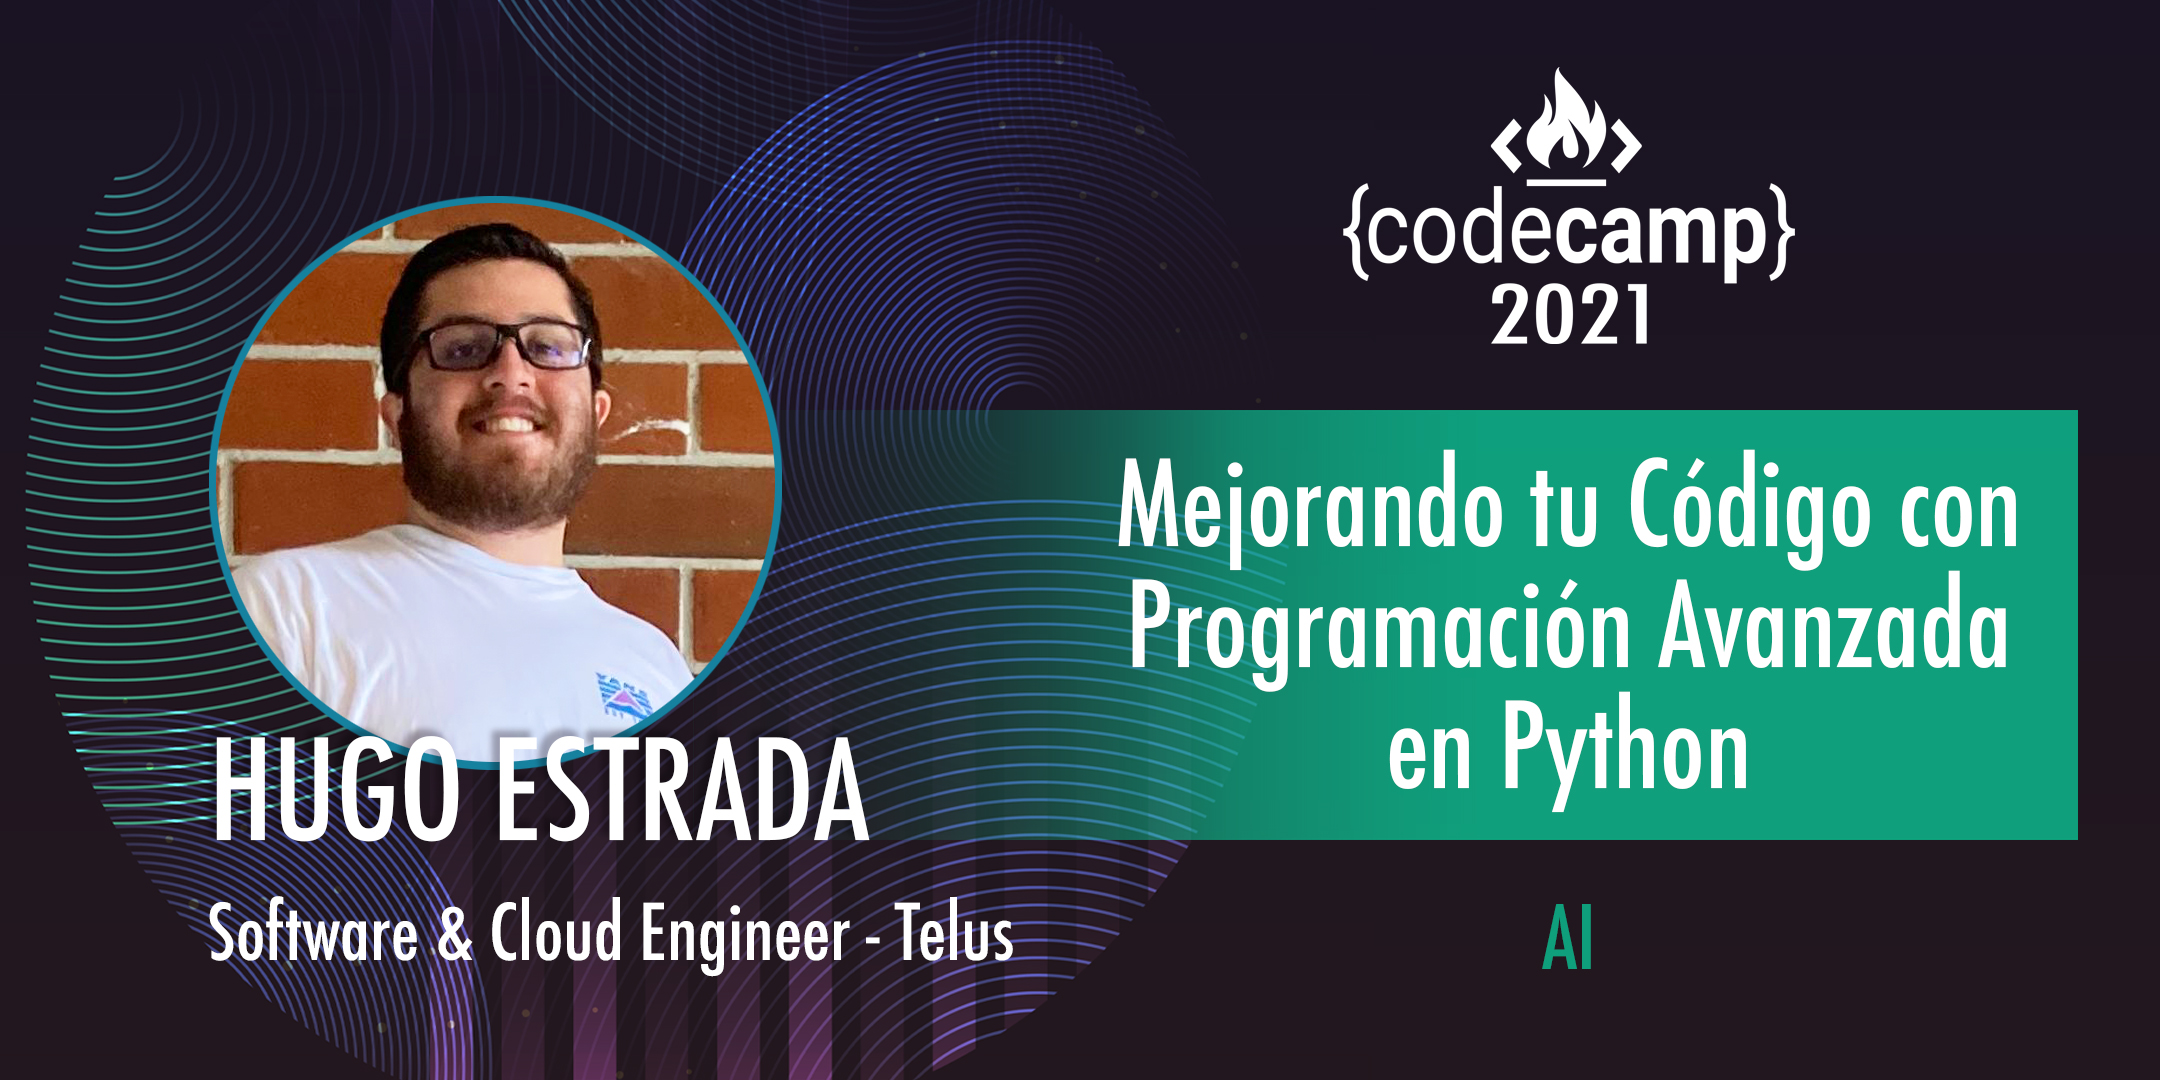 {codecamp}
2021
Mejorando tu Código con
Programación Avanzada
en Python
HUGO ESTRADA
Software & Cloud Engineer - Telus
AI